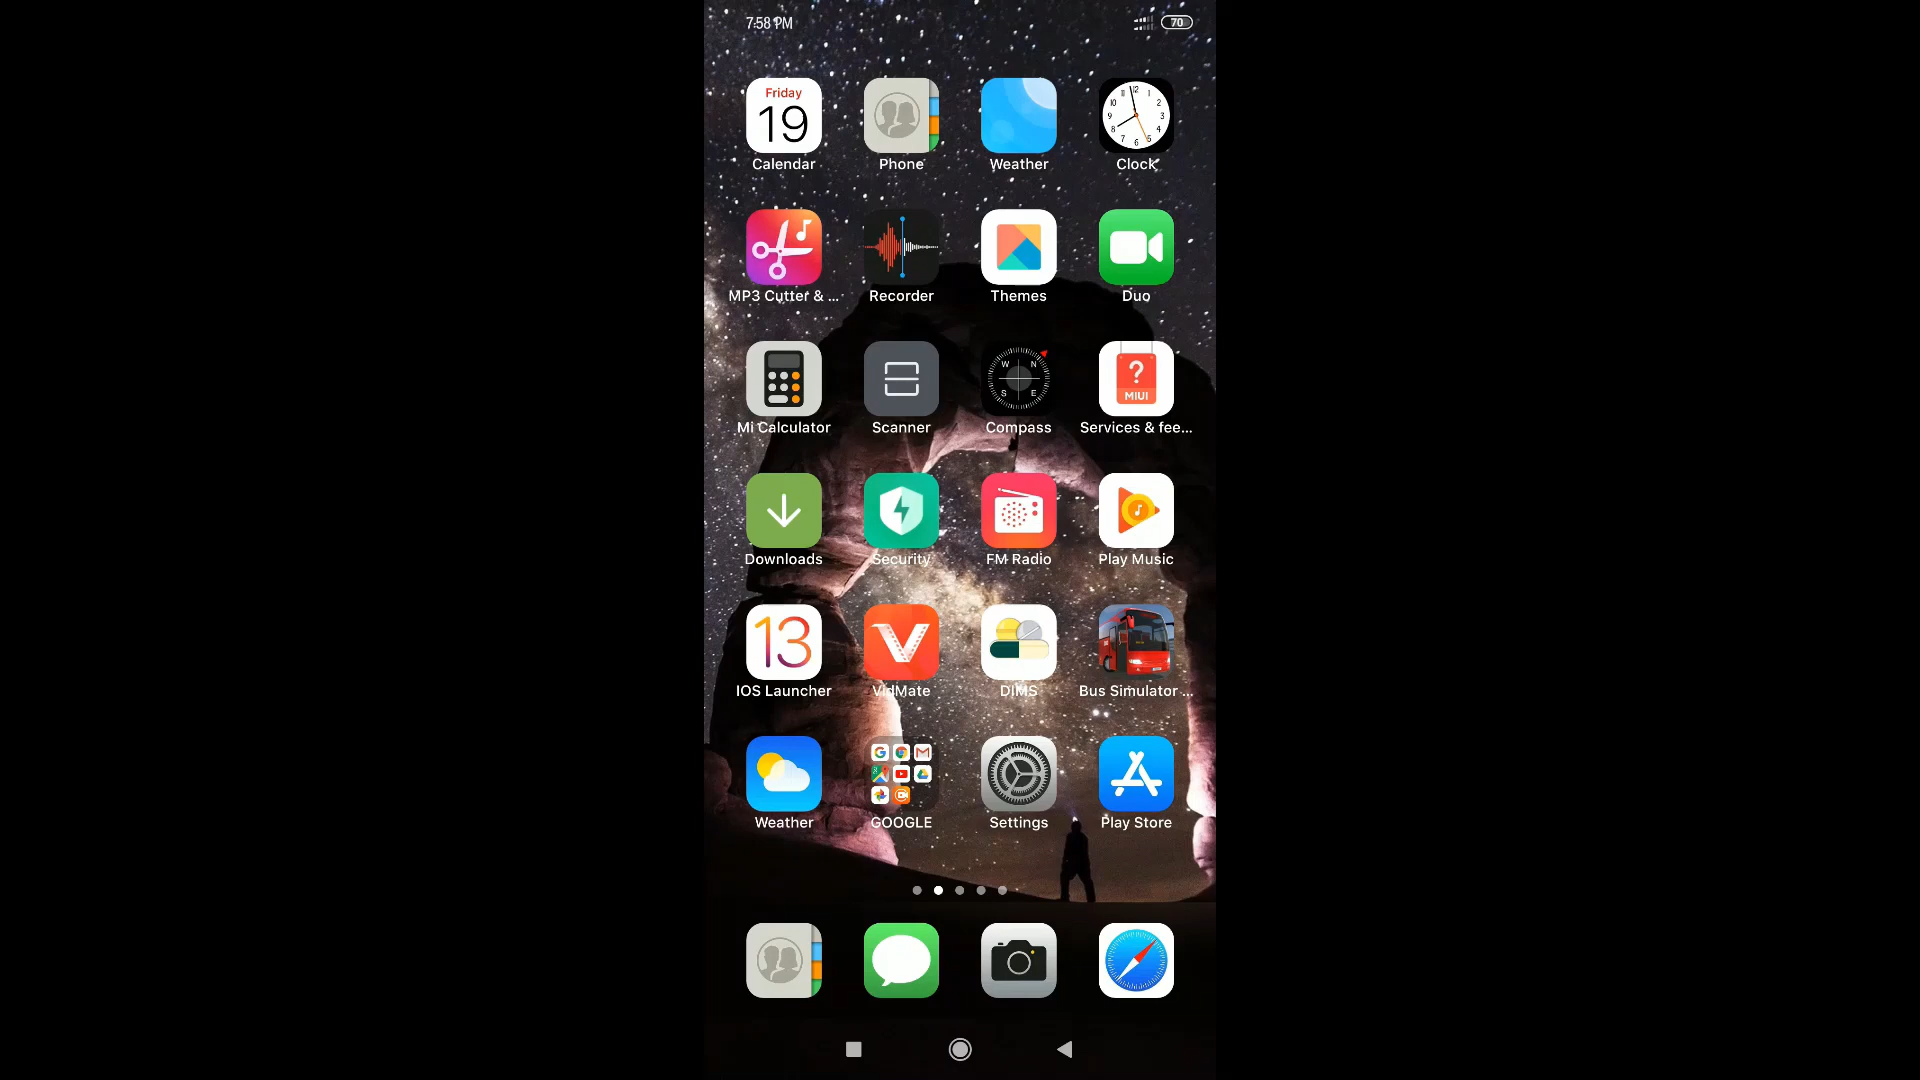 7:58 PM 70
Friday
19
Calendar Phone Weather Clock
MP3 Cutter & ... Recorder Themes Duo
MIUI
Mi Calculator Scanner Compass Services & fee...
Downloads Security FM Radio Play Music
13
IOS Launcher VidMate DIMS Bus Simulator ...
Weather GOOGLE Settings Play Store